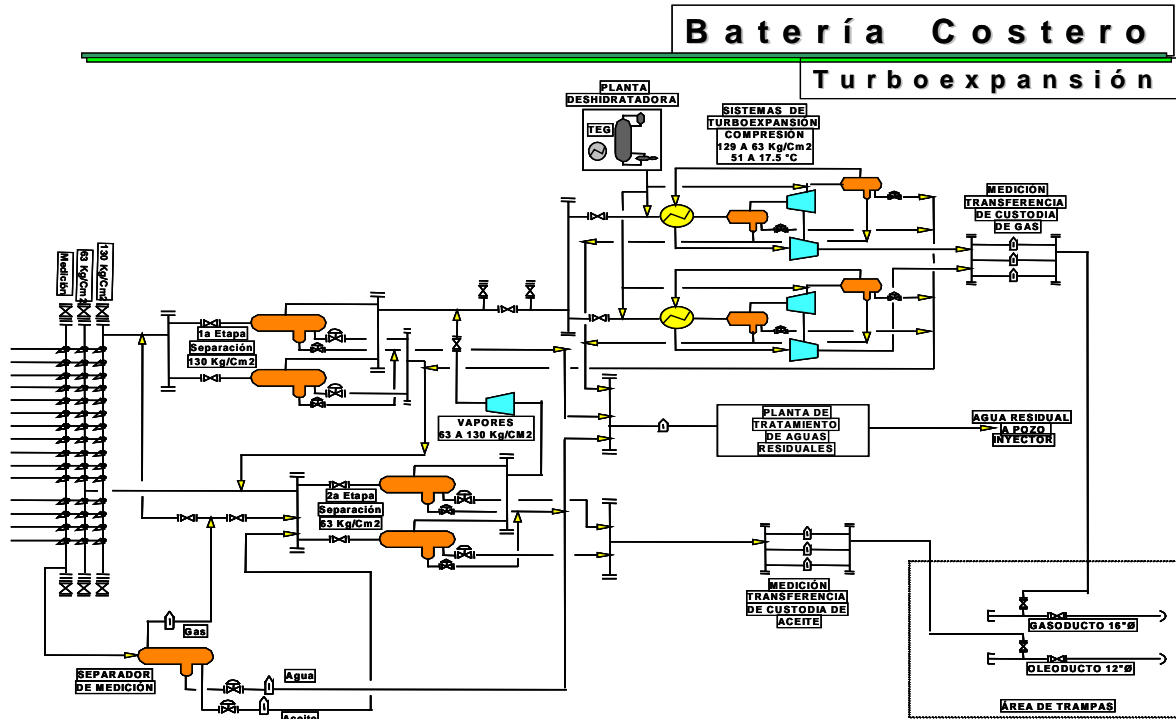 Batería Costero
Turboexpansión
PLANTA
DESHIDRATADORA
TEG
SISTEMAS DE
TURBOEXPANSIÓN
COMPRESIÓN
129 A 63 Kg/Cm2
51 A 17.5 °C
MEDICIÓN
TRANSFERENCIA
DE CUSTODIA
DE GAS
Medición
63 Kg/Cm2
130 Kg/Cm2
1a Etapa
Separación
130 Kg/Cm2
VAPORES
63 A 130 Kg/CM2
PLANTA DE
TRATAMIENTO
DE AGUAS
RESIDUALES
AGUA RESIDUAL
A POZO
INYECTOR
2a Etapa
Separación
63 Kg/Cm2
MEDICIÓN
TRANSFERENCIA
DE CUSTODIA DE
ACEITE
Gas
SEPARADOR
DE MEDICIÓN
Agua
Aceite
GASODUCTO 16"Ø
OLEODUCTO 12"Ø
ÁREA DE TRAMPAS